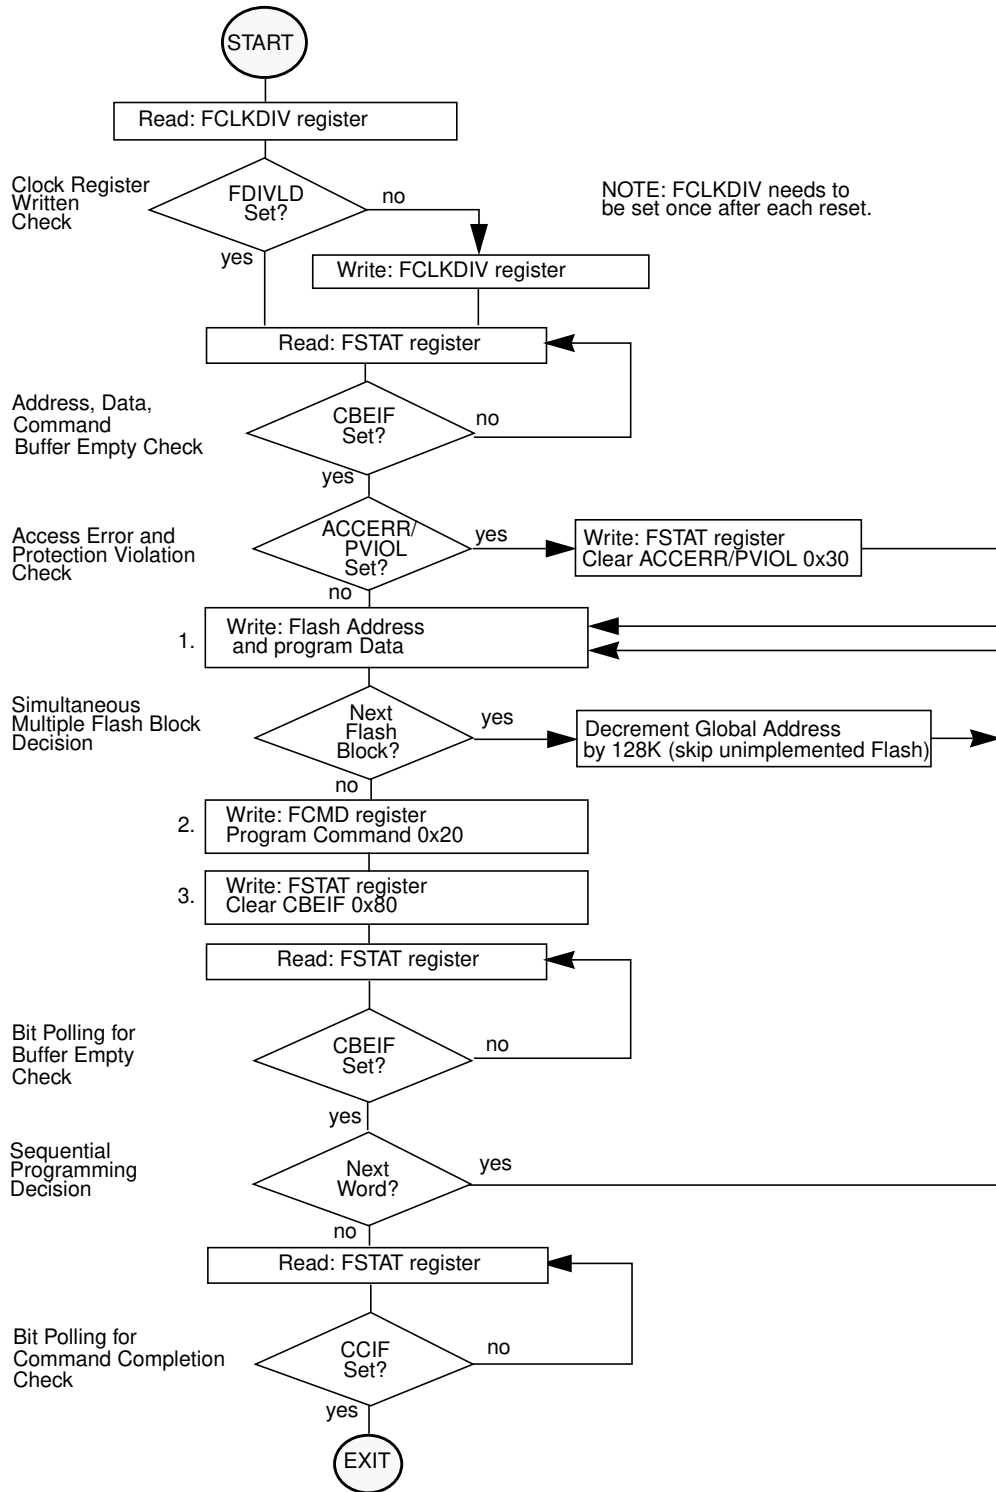 START
Read: FCLKDIV register
Clock Register
Written
Check
FDIVLD
Set?
no
yes
NOTE: FCLKDIV needs to
be set once after each reset.
Write: FCLKDIV register
Read: FSTAT register
Address, Data,
Command
Buffer Empty Check
CBEIF
Set?
no
yes
Access Error and
Protection Violation
Check
ACCERR/
PVIOL
Set?
yes
no
Write: FSTAT register
Clear ACCERR/PVIOL 0x30
1.
Write: Flash Address
and program Data
Simultaneous
Multiple Flash Block
Decision
Next
Flash
Block?
yes
no
Decrement Global Address
by 128K (skip unimplemented Flash)
2.
Write: FCMD register
Program Command 0x20
3.
Write: FSTAT register
Clear CBEIF 0x80
Read: FSTAT register
Bit Polling for
Buffer Empty
Check
CBEIF
Set?
no
yes
Sequential
Programming
Decision
Next
Word?
yes
no
Read: FSTAT register
Bit Polling for
Command Completion
Check
CCIF
Set?
no
yes
EXIT